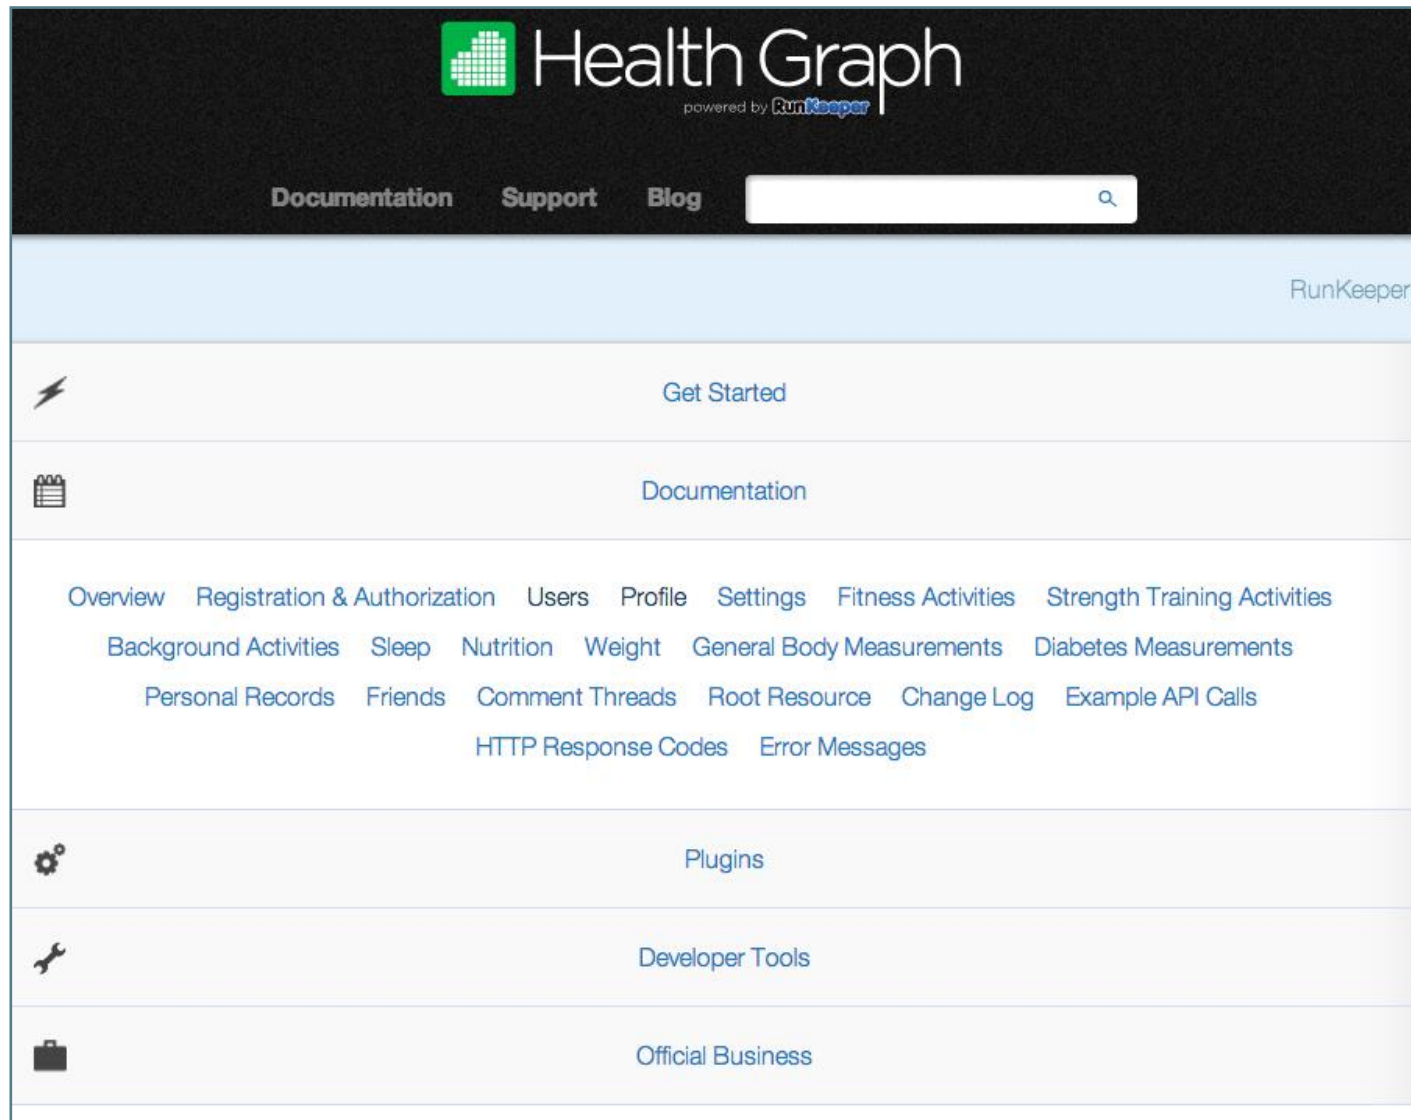 Health Graph
powered by RunKeeper
Documentation Support Blog
RunKeeper
Get Started
Documentation
Overview Registration & Authorization Users Profile Settings Fitness Activities Strength Training Activities
Background Activities Sleep Nutrition Weight General Body Measurements Diabetes Measurements
Personal Records Friends Comment Threads Root Resource Change Log Example API Calls
HTTP Response Codes Error Messages
Plugins
Developer Tools
Official Business